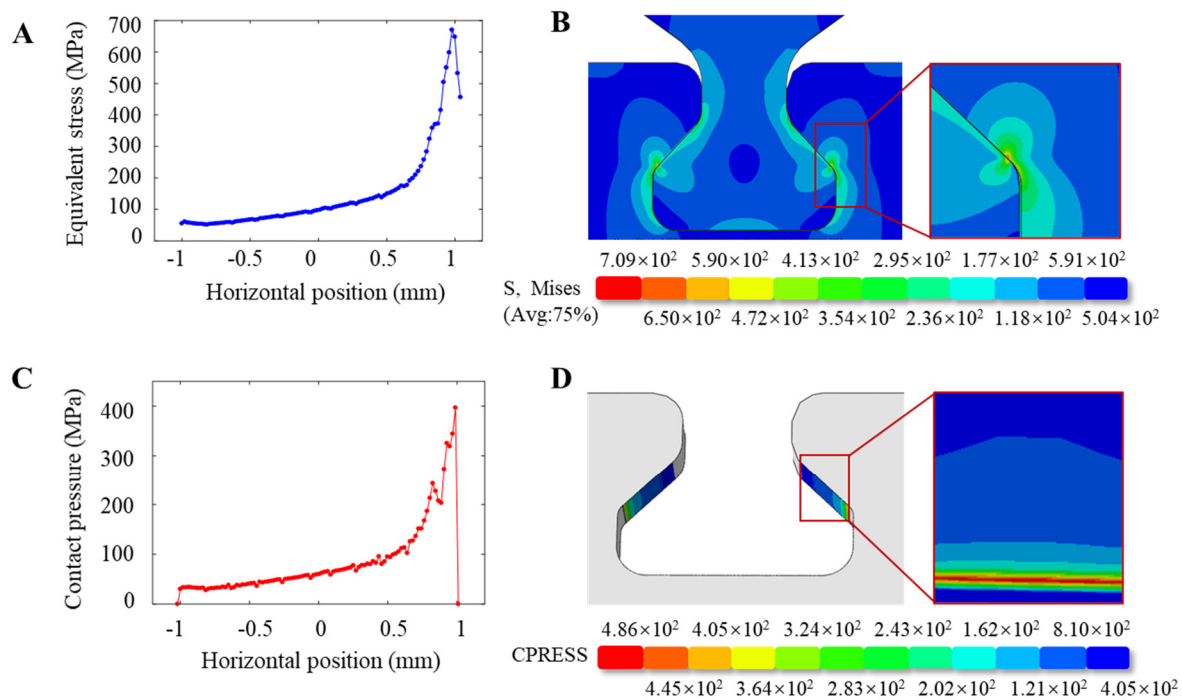 A
Equivalent stress (MPa)
700
600
500
400
300
200
100
0
-1 -0.5 0 0.5 1
Horizontal position (mm)
B
7.09×10² 5.90×10² 4.13×10² 2.95×10² 1.77×10² 5.91×10²
S, Mises
(Avg:75%)
6.50×10² 4.72×10² 3.54×10² 2.36×10² 1.18×10² 5.04×10²
C
Contact pressure (MPa)
400
300
200
100
0
-1 -0.5 0 0.5 1
Horizontal position (mm)
D
4.86×10² 4.05×10² 3.24×10² 2.43×10² 1.62×10² 8.10×10²
CPRESS
4.45×10² 3.64×10² 2.83×10² 2.02×10² 1.21×10² 4.05×10²